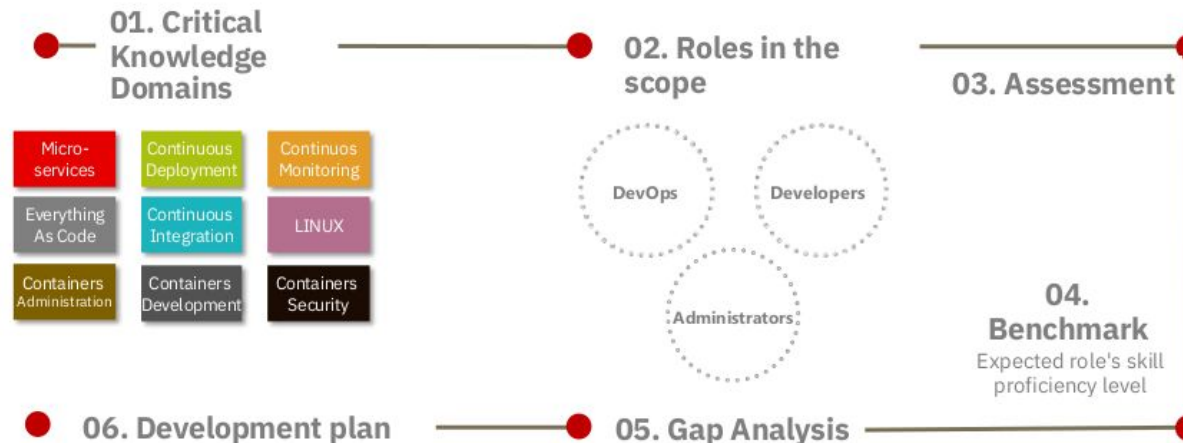 01. Critical
Knowledge
Domains
02. Roles in the
scope
03. Assessment
Micro-
services
Continuous
Deployment
Continuos
Monitoring
Everything
As Code
Continuous
Integration
LINUX
Containers
Administration
Containers
Development
Containers
Security
DevOps
Developers
Administrators
04.
Benchmark
Expected role's skill
proficiency level
05. Gap Analysis
06. Development plan